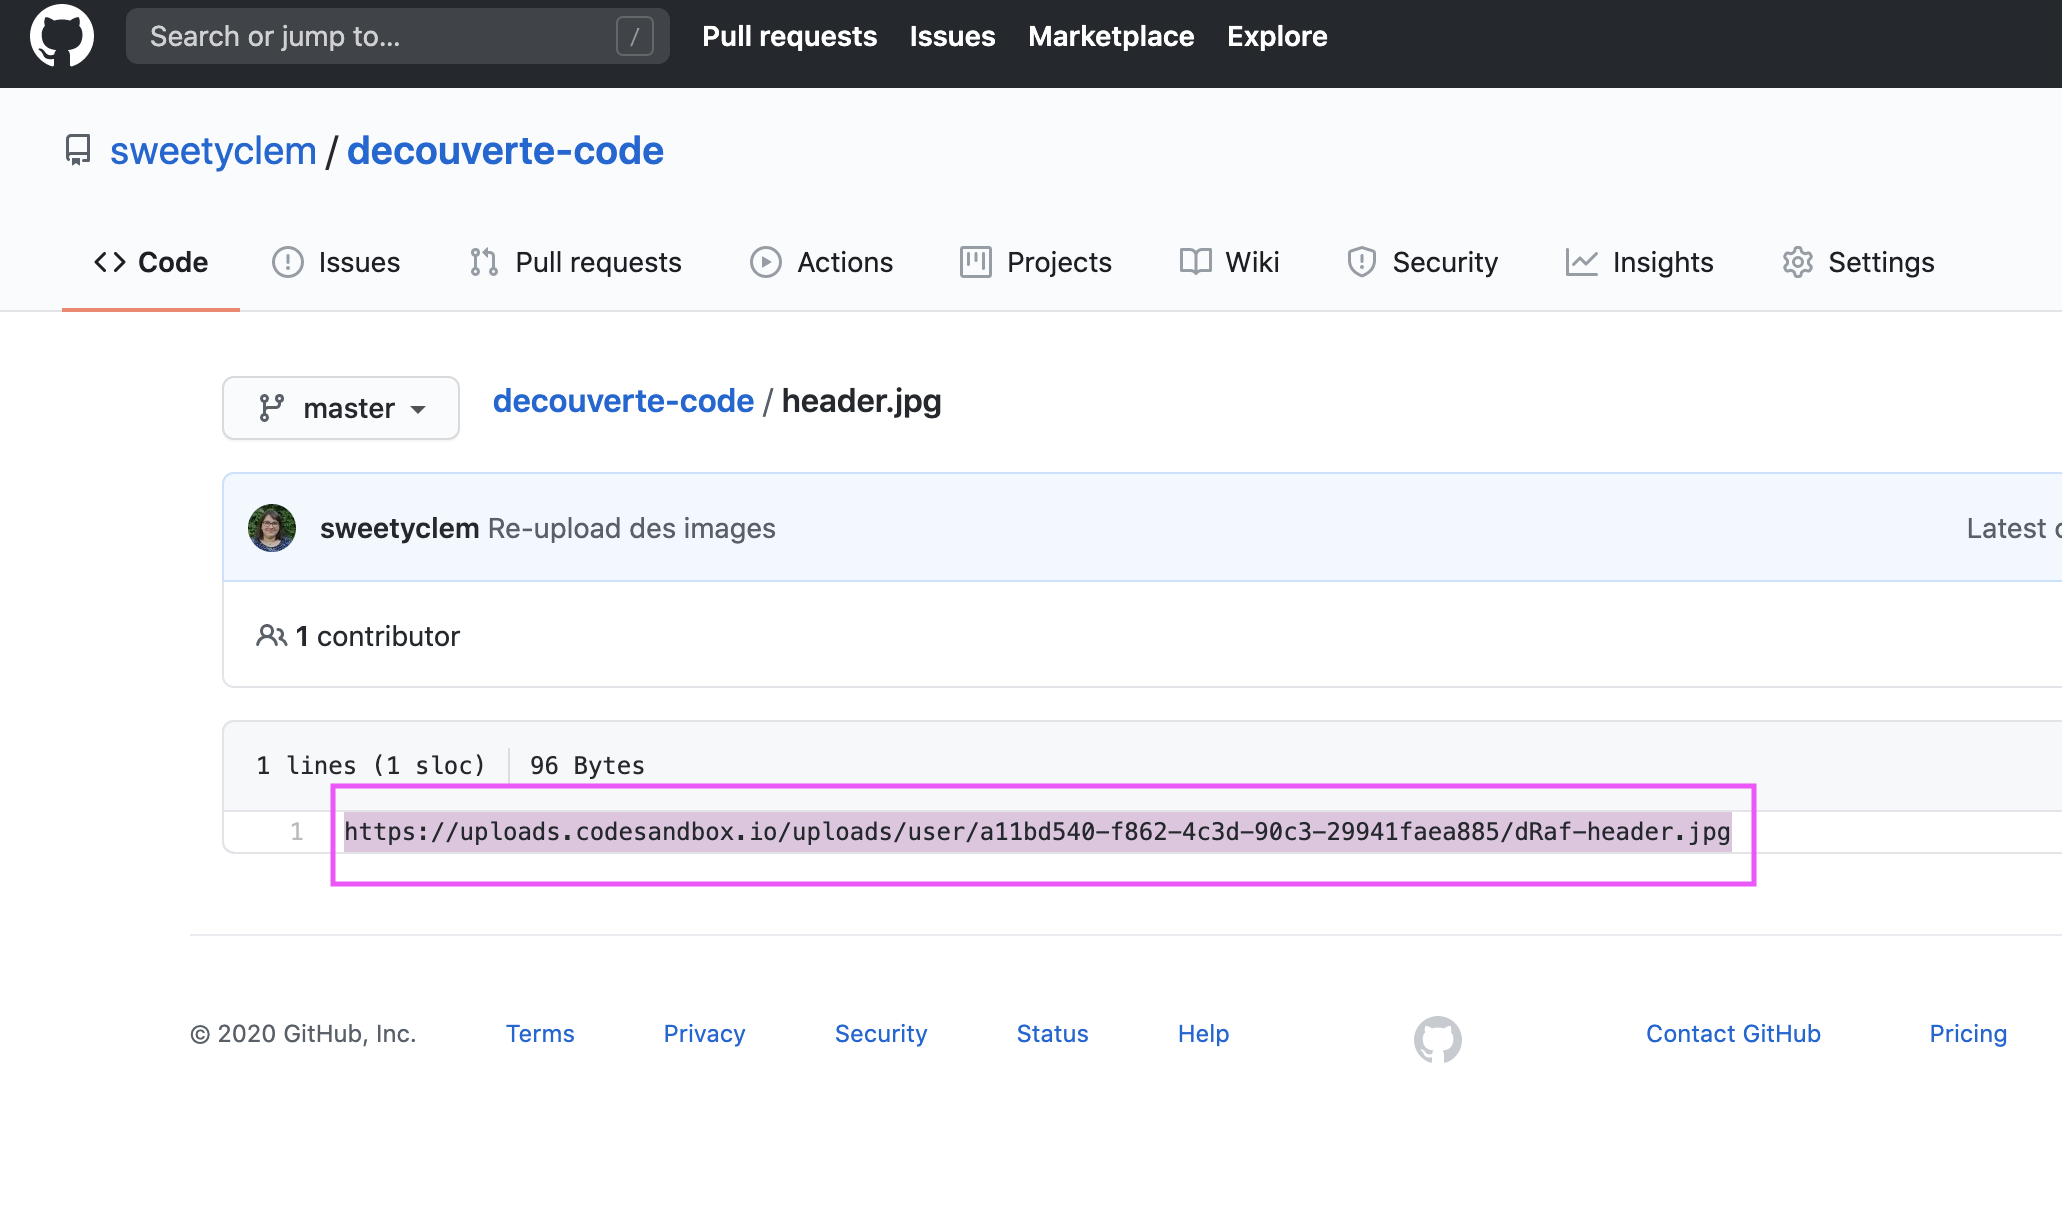 Search or jump to... /
Pull requests Issues Marketplace Explore
sweetyclem / decouverte-code
Code Issues Pull requests Actions Projects Wiki Security Insights Settings
master decouverte-code / header.jpg
sweetyclem Re-upload des images Latest
1 contributor
1 lines (1 sloc) 96 Bytes
1 https://uploads.codesandbox.io/uploads/user/a11bd540-f862-4c3d-90c3-29941faea885/dRaf-header.jpg
© 2020 GitHub, Inc. Terms Privacy Security Status Help Contact GitHub Pricing